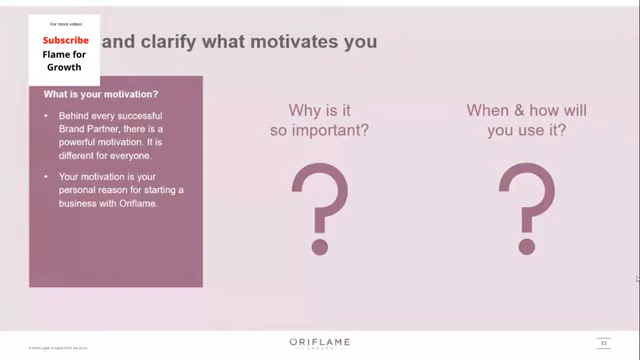 For more videos
Subscribe
Flame for
Growth
and clarify what motivates you
What is your motivation?
• Behind every successful
Brand Partner, there is a
powerful motivation. It is
different for everyone.
• Your motivation is your
personal reason for starting a
business with Oriflame.
Why is it
so important?
?
When & how will
you use it?
?
ORIFLAME
SWEDEN
13